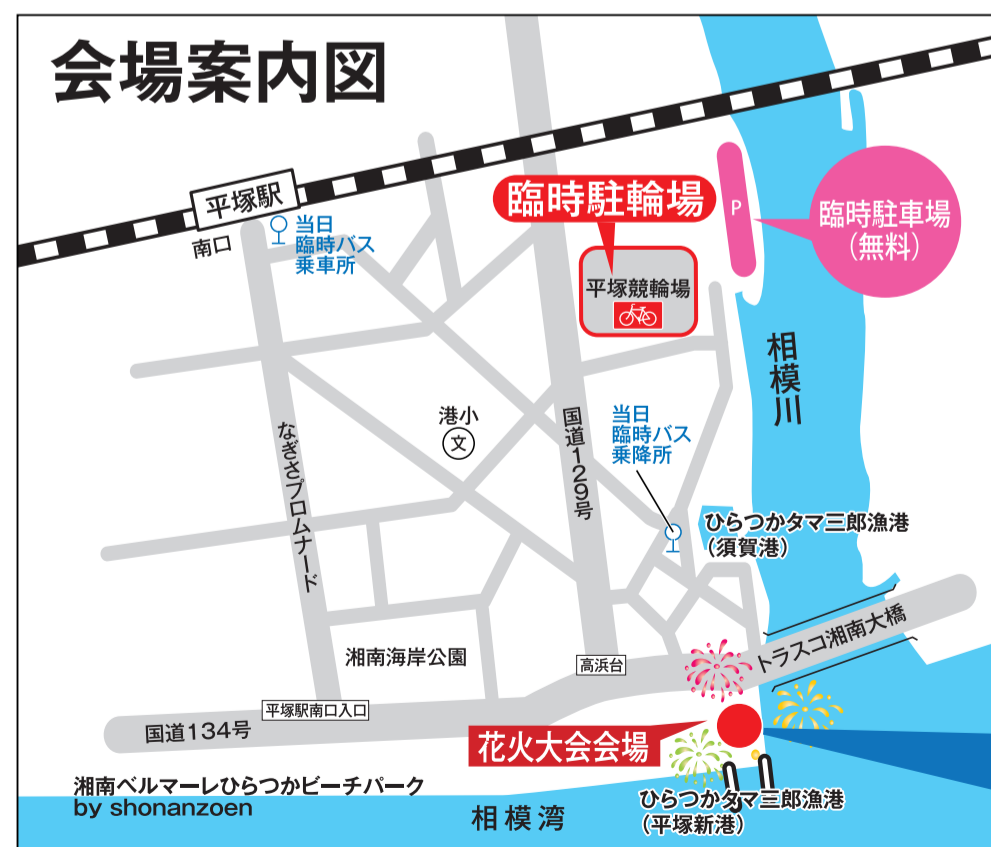 会場案内図
平塚駅
南口
当日
臨時バス
乗車所
臨時駐輪場
平塚競輪場
P
臨時駐車場
(無料)
相模川
港小
文
なぎさプロムナード
国道129号
当日
臨時バス
乗降所
ひらつかタマ三郎漁港
(須賀港)
トラスコ湘南大橋
湘南海岸公園
高浜台
平塚駅南口入口
国道134号
花火大会会場
湘南ベルマーレひらつかビーチパーク
by shonanzoen
相模湾
ひらつかタマ三郎漁港
(平塚新港)